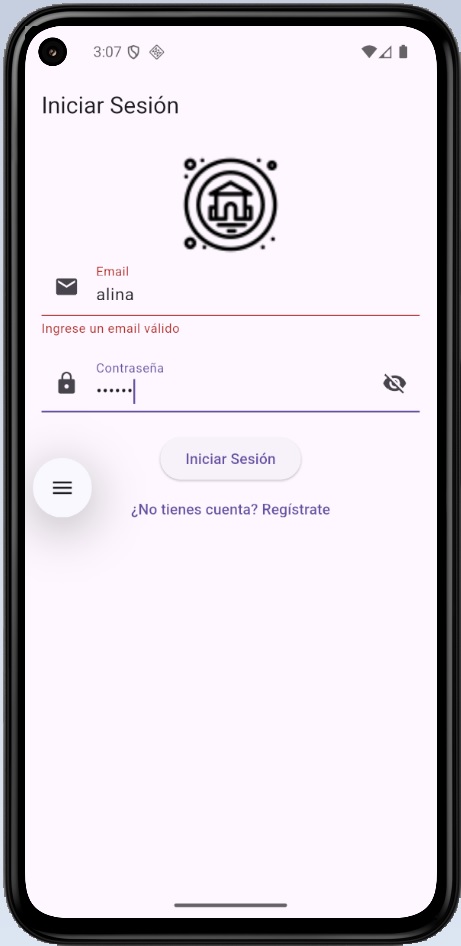 3:07
Iniciar Sesión
Email
alina
Ingrese un email válido
Contraseña
••••••
Iniciar Sesión
¿No tienes cuenta? Regístrate